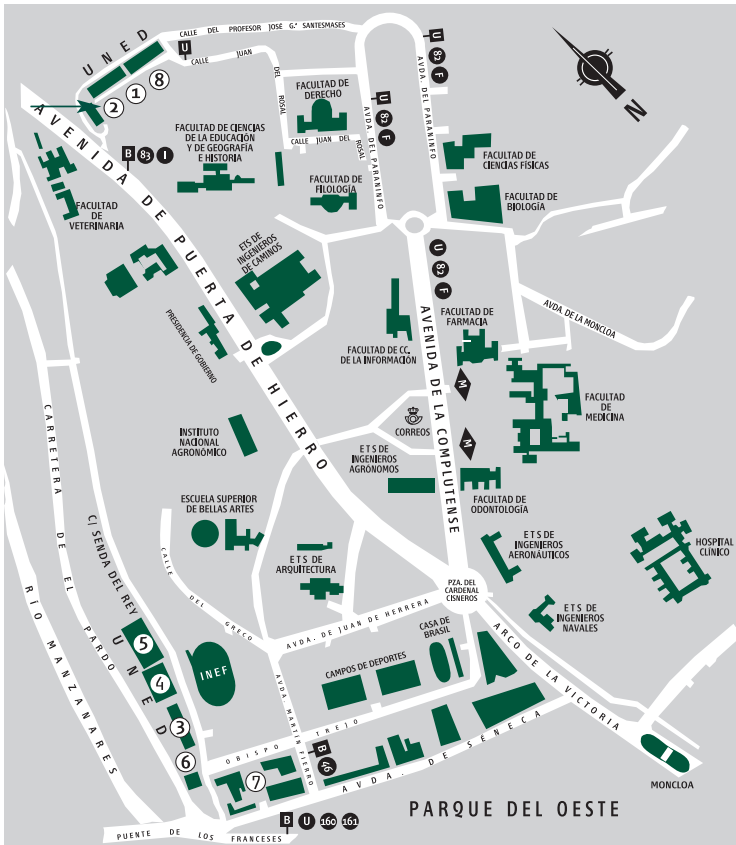 CALLE DEL PROFESOR JOSÉ G.ª SANTESMASES
UNED
U
CALLE JUAN DEL ROSAL
8
1
2
U
82
F
U
82
F
AVDA. DEL PARANINFO
AVDA. DEL PARANINFO
N
FACULTAD DE
DERECHO
CALLE JUAN DEL ROSAL
FACULTAD DE CIENCIAS
DE LA EDUCACIÓN
Y DE GEOGRAFÍA
E HISTORIA
B 83 I
AVENIDA DE PUERTA DE HIERRO
FACULTAD DE
CIENCIAS FÍSICAS
FACULTAD DE
FILOLOGÍA
FACULTAD DE
BIOLOGÍA
FACULTAD
DE
VETERINARIA
ETS DE
INGENIEROS
DE CAMINOS
U
82
F
AVENIDA DE LA COMPLUTENSE
AVDA. DE LA MONCLOA
PRESIDENCIA DE GOBIERNO
FACULTAD DE
FARMACIA
FACULTAD DE CC.
DE LA INFORMACIÓN
M
FACULTAD
DE
MEDICINA
CORREOS
M
INSTITUTO
NACIONAL
AGRONÓMICO
E T S DE
INGENIEROS
AGRÓNOMOS
FACULTAD DE
ODONTOLOGÍA
CARRETERA DE EL PARDO
C/ SENDA DEL REY
ESCUELA SUPERIOR
DE BELLAS ARTES
E T S DE
INGENIEROS
AERONÁUTICOS
HOSPITAL
CLÍNICO
E T S DE
ARQUITECTURA
CALLE DEL GRECO
PZA. DEL
CARDENAL
CISNEROS
RÍO MANZANARES
AVDA. DE JUAN DE HERRERA
E T S DE
INGENIEROS
NAVALES
CASA DE
BRASIL
ARCO DE LA VICTORIA
UNED
5
4
3
6
INEF
CAMPOS DE DEPORTES
AVDA. MARTÍN FIERRO
OBISPO TREJO
B
46
7
AVDA. DE SÉNECA
MONCLOA
PARQUE DEL OESTE
B U 160 161
PUENTE DE LOS FRANCESES